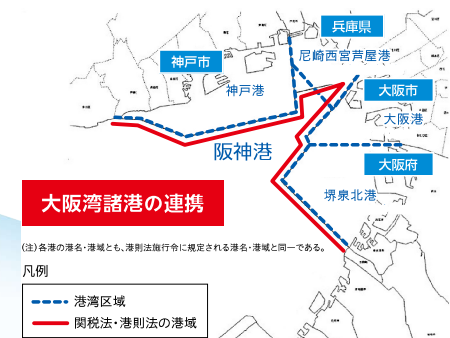 兵庫県
尼崎西宮芦屋港
神戸市
神戸港
大阪市
大阪港
阪神港
大阪府
堺泉北港
大阪湾諸港の連携
(注)各港の港名・港域とも、港則法施行令に規定される港名・港域と同一である。
凡例
港湾区域
関税法・港則法の港域